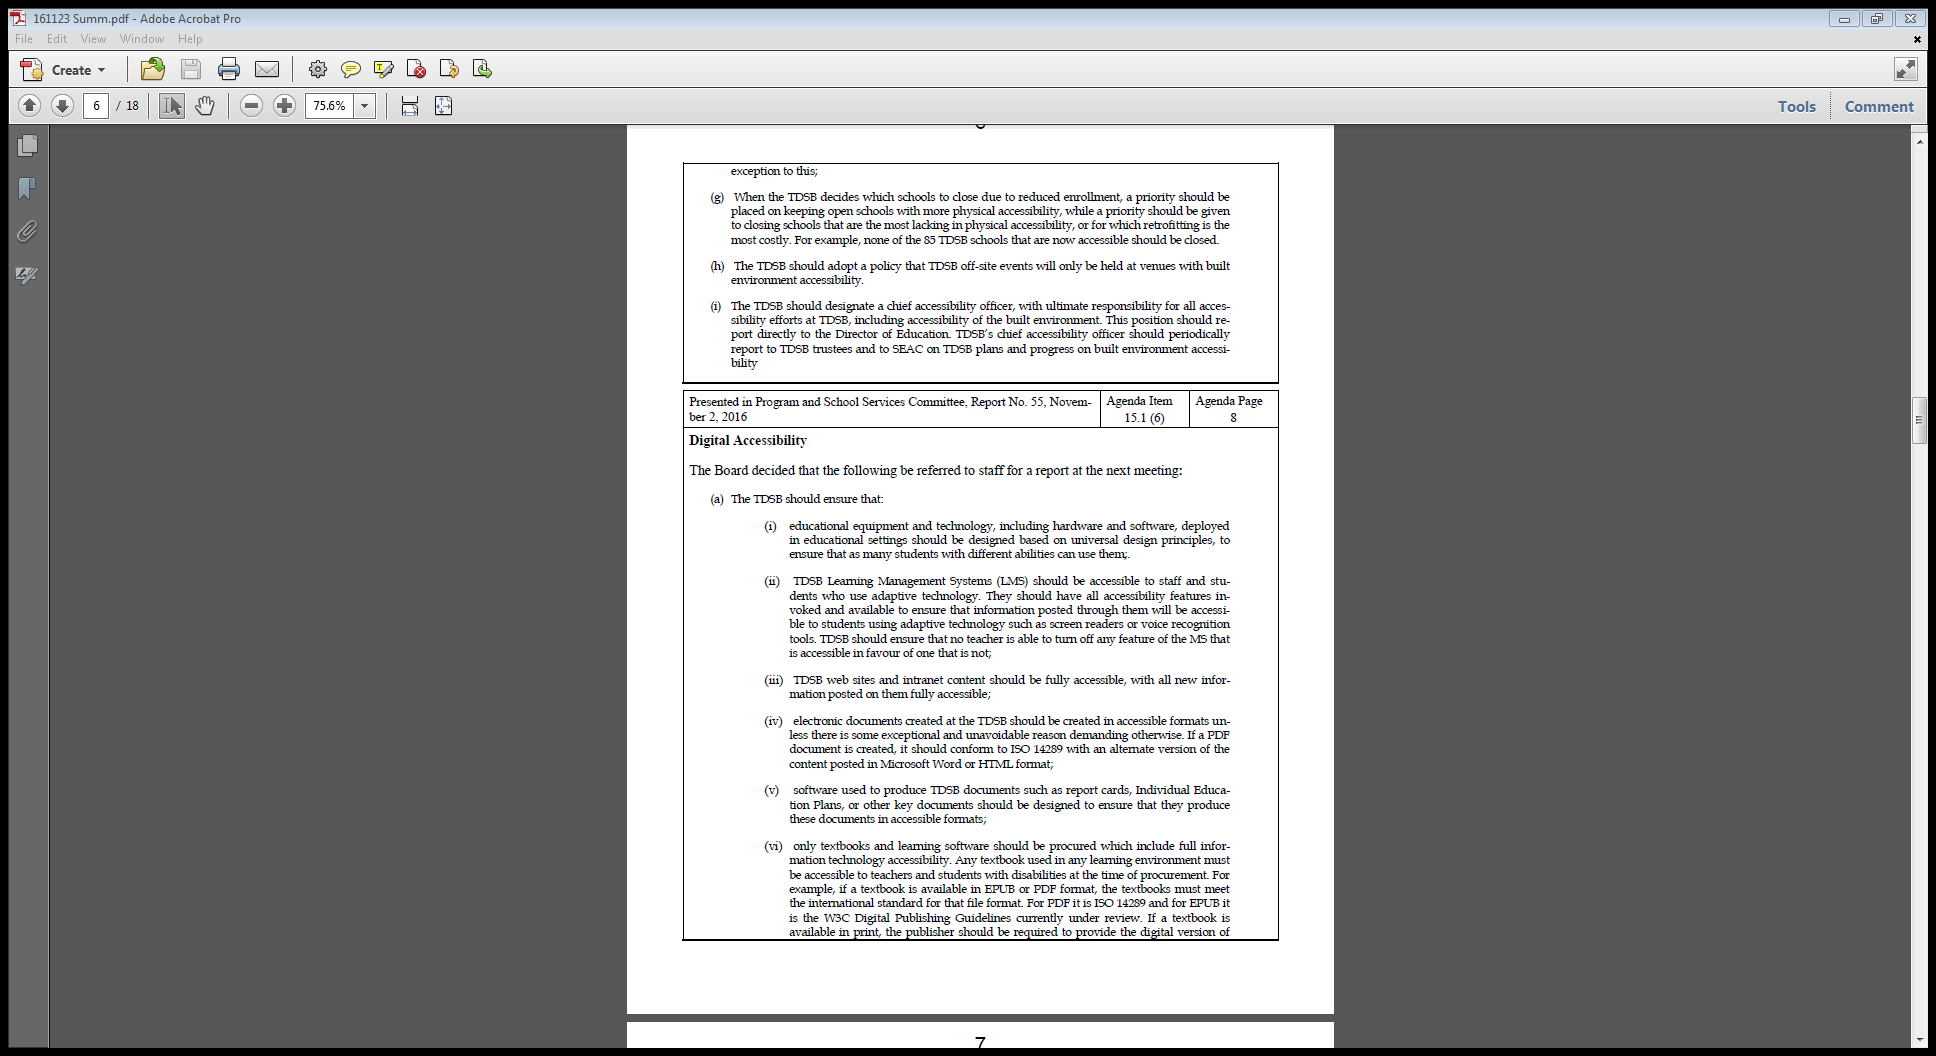 161123 Summ.pdf - Adobe Acrobat Pro
File Edit View Window Help
Create
6 / 18 75.6% Tools Comment
exception to this;
(g) When the TDSB decides which schools to close due to reduced enrollment, a priority should be
placed on keeping open schools with more physical accessibility, while a priority should be given
to closing schools that are the most lacking in physical accessibility, or for which retrofitting is the
most costly. For example, none of the 85 TDSB schools that are now accessible should be closed.
(h) The TDSB should adopt a policy that TDSB off-site events will only be held at venues with built
environment accessibility.
(i) The TDSB should designate a chief accessibility officer, with ultimate responsibility for all acces-
sibility efforts at TDSB, including accessibility of the built environment. This position should re-
port directly to the Director of Education. TDSB's chief accessibility officer should periodically
report to TDSB trustees and to SEAC on TDSB plans and progress on built environment accessi-
bility
Presented in Program and School Services Committee, Report No. 55, Novem- Agenda Item Agenda Page
ber 2, 2016 15.1 (6) 8
Digital Accessibility
The Board decided that the following be referred to staff for a report at the next meeting:
(a) The TDSB should ensure that:
(i) educational equipment and technology, including hardware and software, deployed
in educational settings should be designed based on universal design principles, to
ensure that as many students with different abilities can use them;.
(ii) TDSB Learning Management Systems (LMS) should be accessible to staff and stu-
dents who use adaptive technology. They should have all accessibility features in-
voked and available to ensure that information posted through them will be accessi-
ble to students using adaptive technology such as screen readers or voice recognition
tools. TDSB should ensure that no teacher is able to turn off any feature of the MS that
is accessible in favour of one that is not;
(iii) TDSB web sites and intranet content should be fully accessible, with all new infor-
mation posted on them fully accessible;
(iv) electronic documents created at the TDSB should be created in accessible formats un-
less there is some exceptional and unavoidable reason demanding otherwise. If a PDF
document is created, it should conform to ISO 14289 with an alternate version of the
content posted in Microsoft Word or HTML format;
(v) software used to produce TDSB documents such as report cards, Individual Educa-
tion Plans, or other key documents should be designed to ensure that they produce
these documents in accessible formats;
(vi) only textbooks and learning software should be procured which include full infor-
mation technology accessibility. Any textbook used in any learning environment must
be accessible to teachers and students with disabilities at the time of procurement. For
example, if a textbook is available in EPUB or PDF format, the textbooks must meet
the international standard for that file format. For PDF it is ISO 14289 and for EPUB it
is the W3C Digital Publishing Guidelines currently under review. If a textbook is
available in print, the publisher should be required to provide the digital version of
7